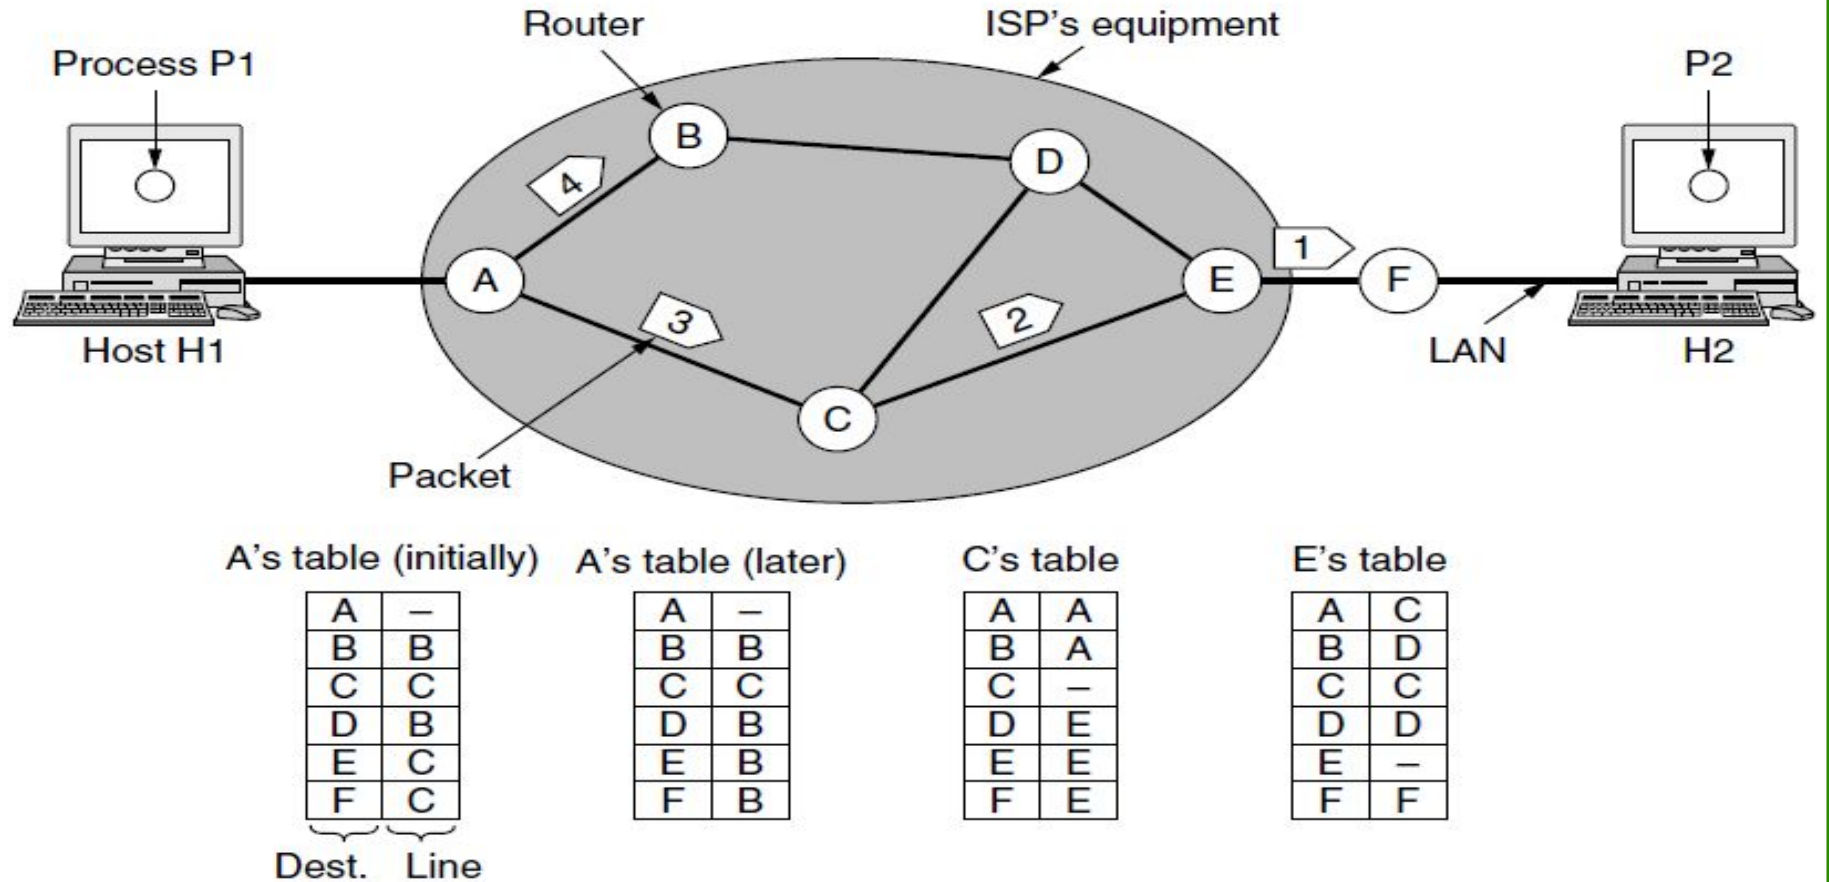 Router
ISP's equipment
Process P1
P2
B
D
4
1
A
E
F
3
2
Host H1
LAN
H2
C
Packet
A's table (initially)
A –
B B
C C
D B
E C
F C
Dest. Line
A's table (later)
A –
B B
C C
D B
E B
F B
C's table
A A
B A
C –
D E
E E
F E
E's table
A C
B D
C C
D D
E –
F F